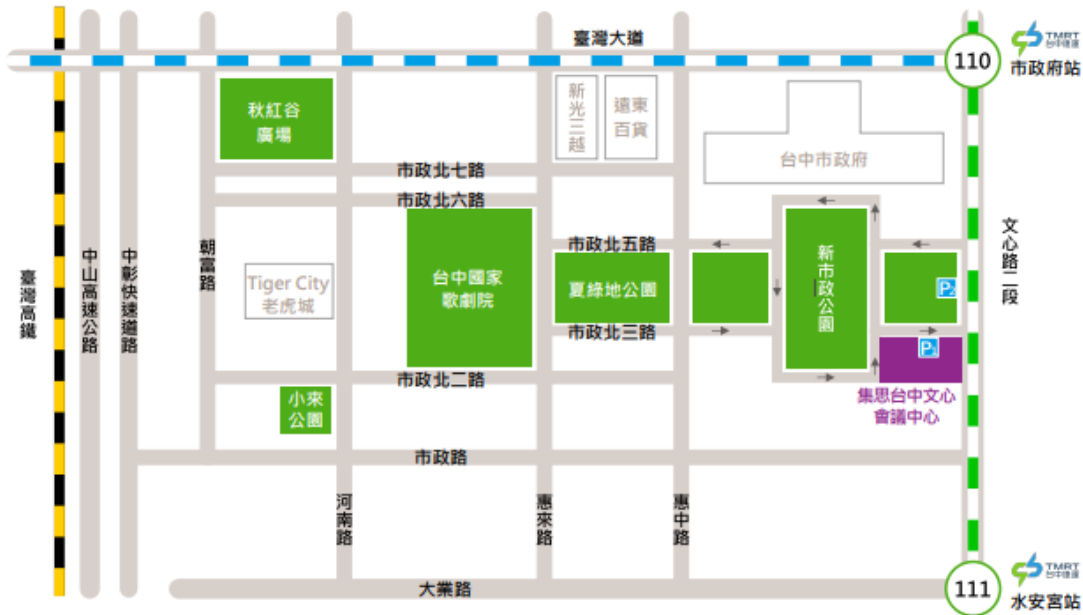 臺灣大道
110
TMRT
台中捷運
市政府站
秋紅谷
廣場
新光三越
遠東
百貨
台中市政府
市政北七路
市政北六路
臺灣高鐵
中山高速公路
中彰快速道路
朝富路
Tiger City
老虎城
台中國家
歌劇院
市政北五路
夏綠地公園
市政北三路
新市政公園
P2
P1
文心路二段
市政北二路
小來
公園
集思台中文心
會議中心
市政路
河南路
惠來路
惠中路
大業路
111
TMRT
台中捷運
水安宮站